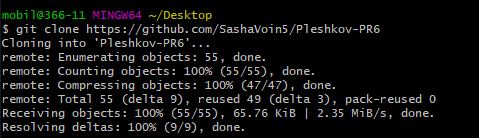 mobil@366-11 MINGW64 ~/Desktop
$ git clone https://github.com/SashaVoin5/Pleshkov-PR6
Cloning into 'Pleshkov-PR6'...
remote: Enumerating objects: 55, done.
remote: Counting objects: 100% (55/55), done.
remote: Compressing objects: 100% (47/47), done.
remote: Total 55 (delta 9), reused 49 (delta 3), pack-reused 0
Receiving objects: 100% (55/55), 65.76 KiB | 2.35 MiB/s, done.
Resolving deltas: 100% (9/9), done.